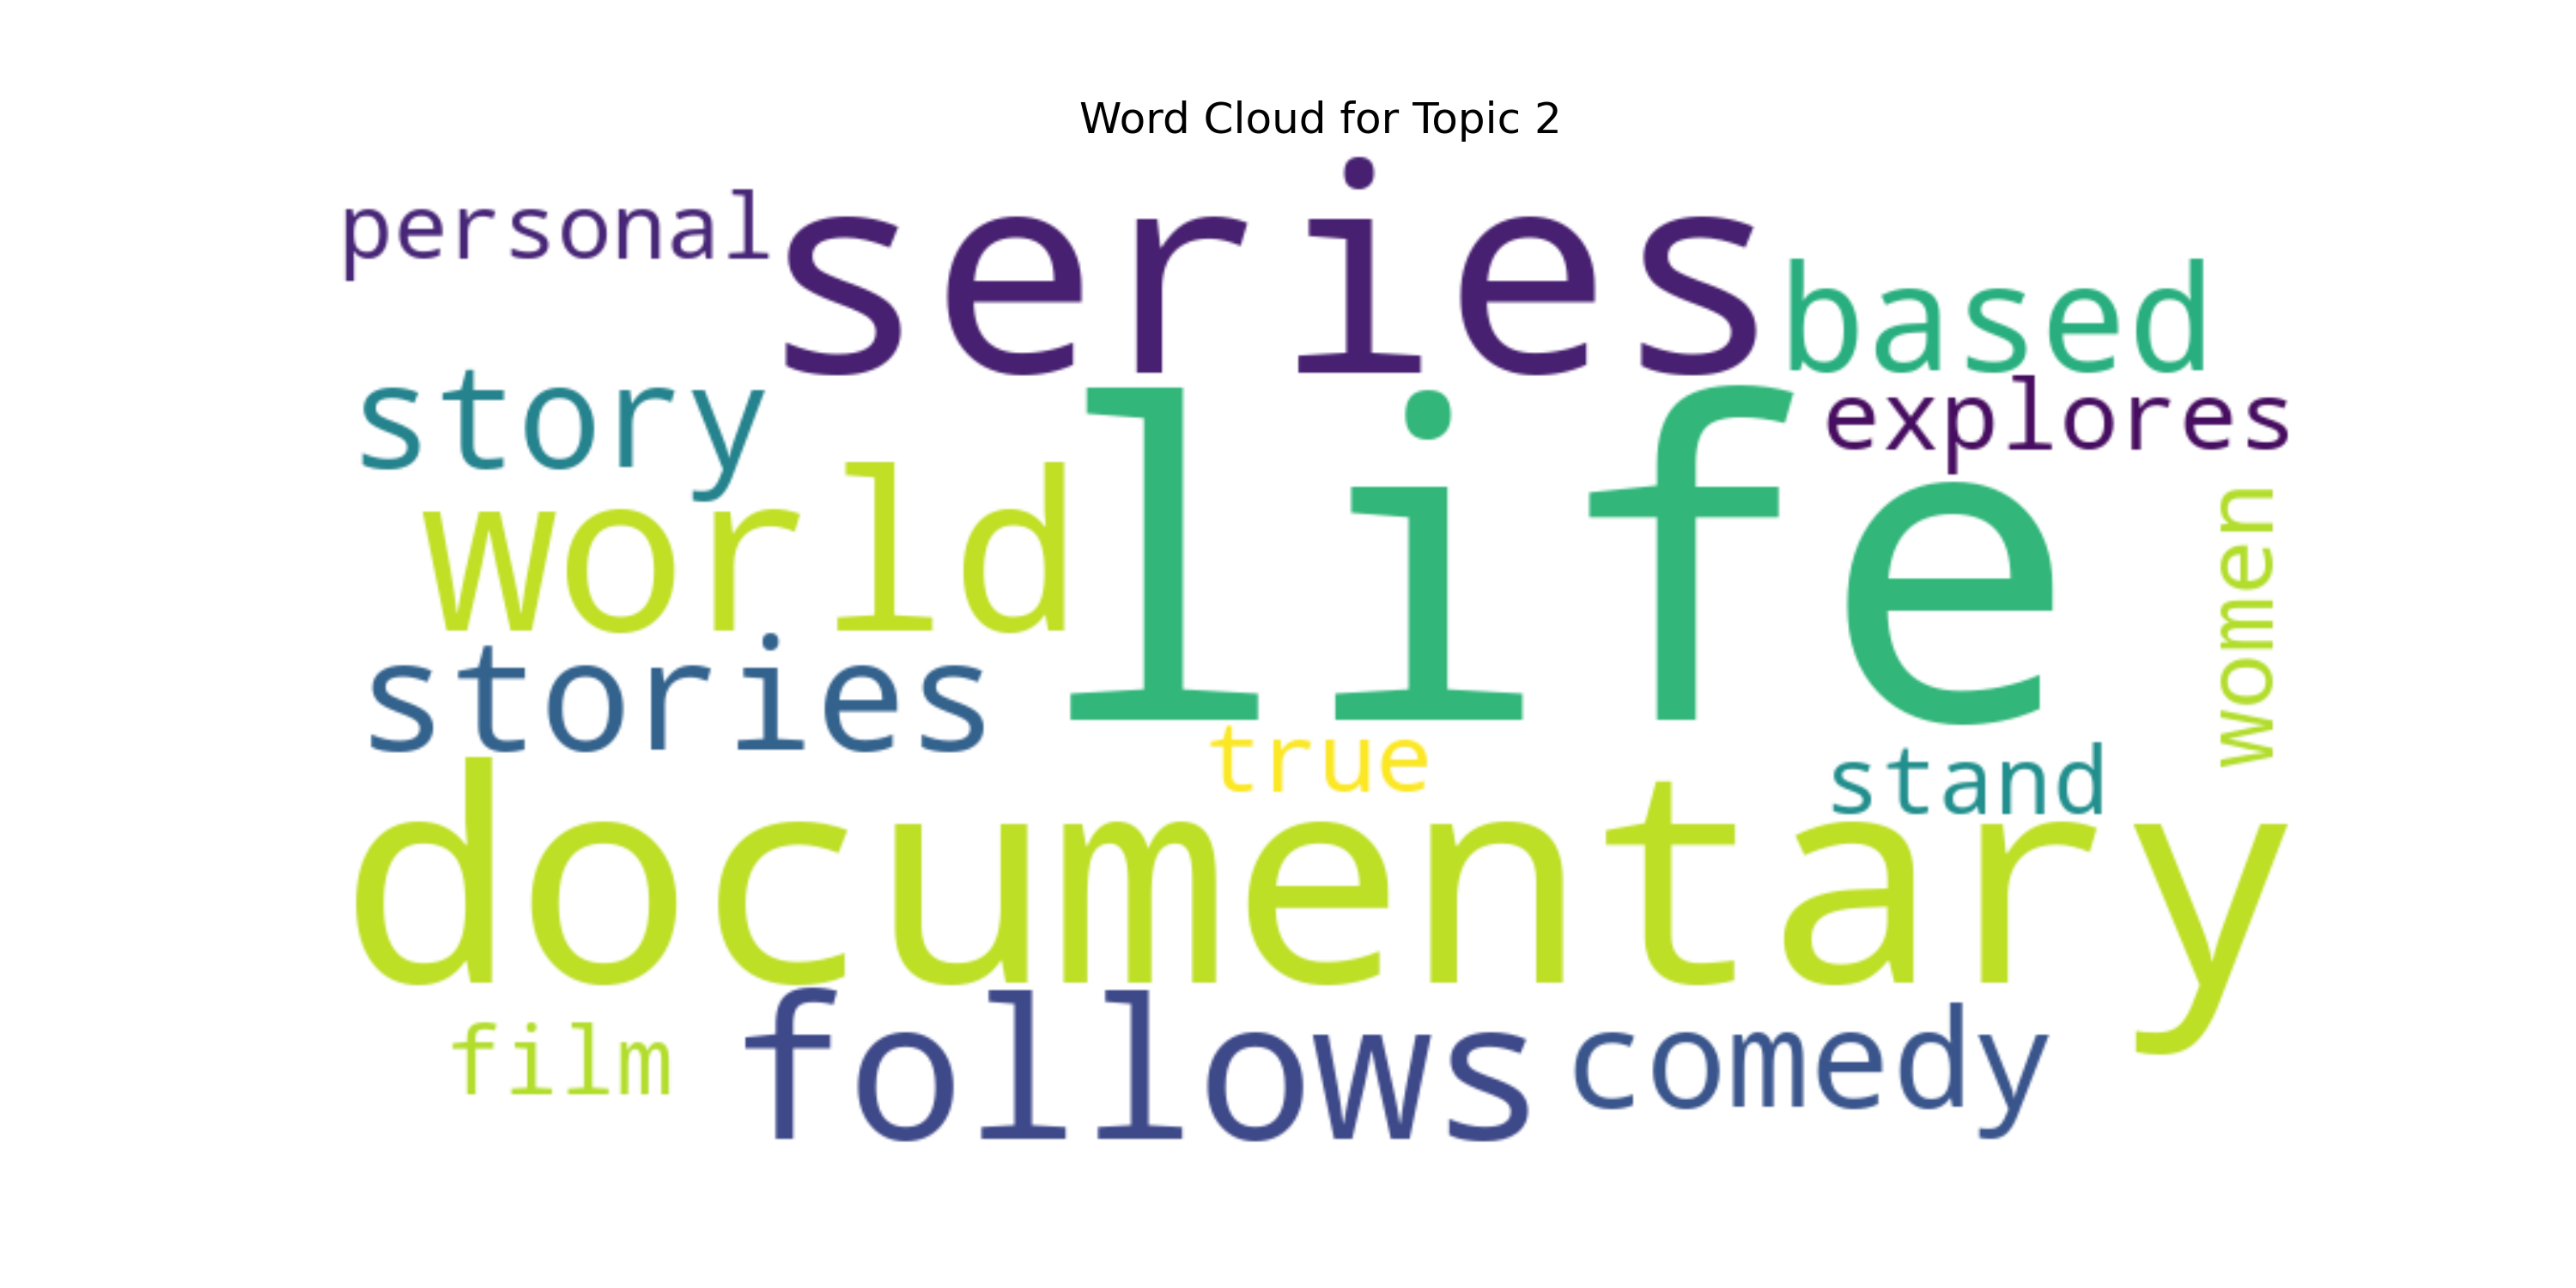 Word Cloud for Topic 2
personal
series
based
story
explores
life
world
women
stories
true
stand
documentary
film
follows
comedy